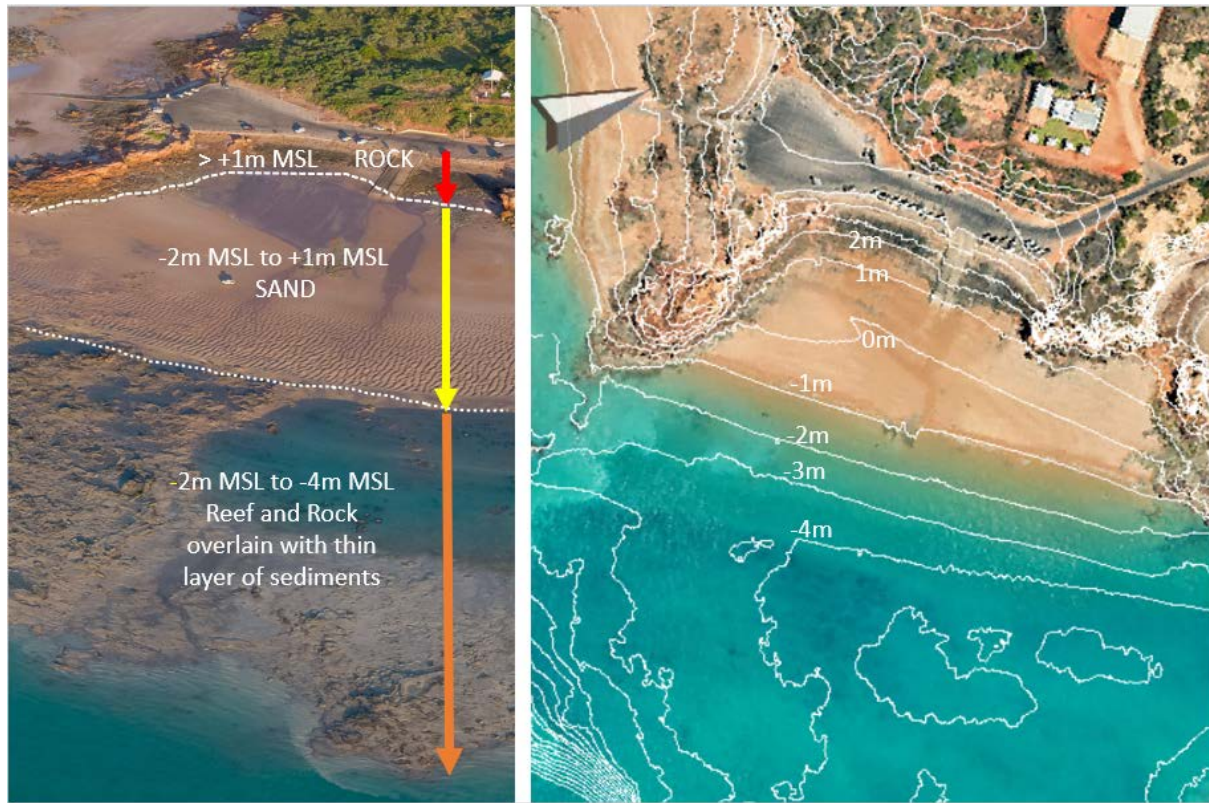 > +1m MSL ROCK
-2m MSL to +1m MSL
SAND
-2m MSL to -4m MSL
Reef and Rock
overlain with thin
layer of sediments
2m
1m
0m
-1m
-2m
-3m
-4m